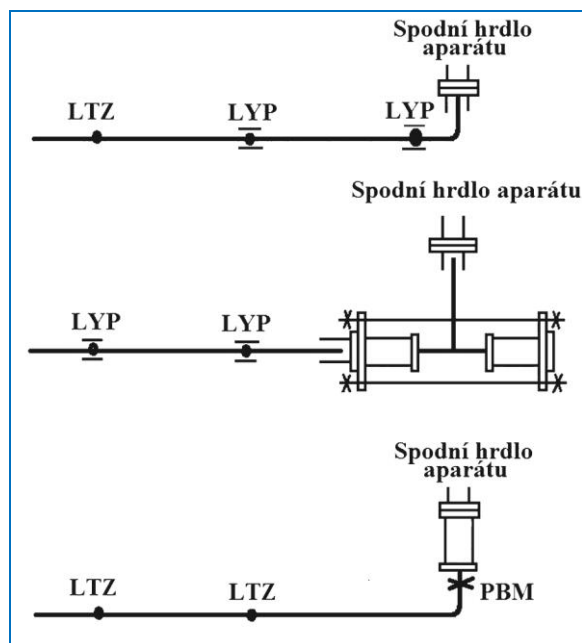 Spodní hrdlo
aparátu
LTZ
LYP
LYP
Spodní hrdlo aparátu
LYP
LYP
Spodní hrdlo
aparátu
LTZ
LTZ
PBM